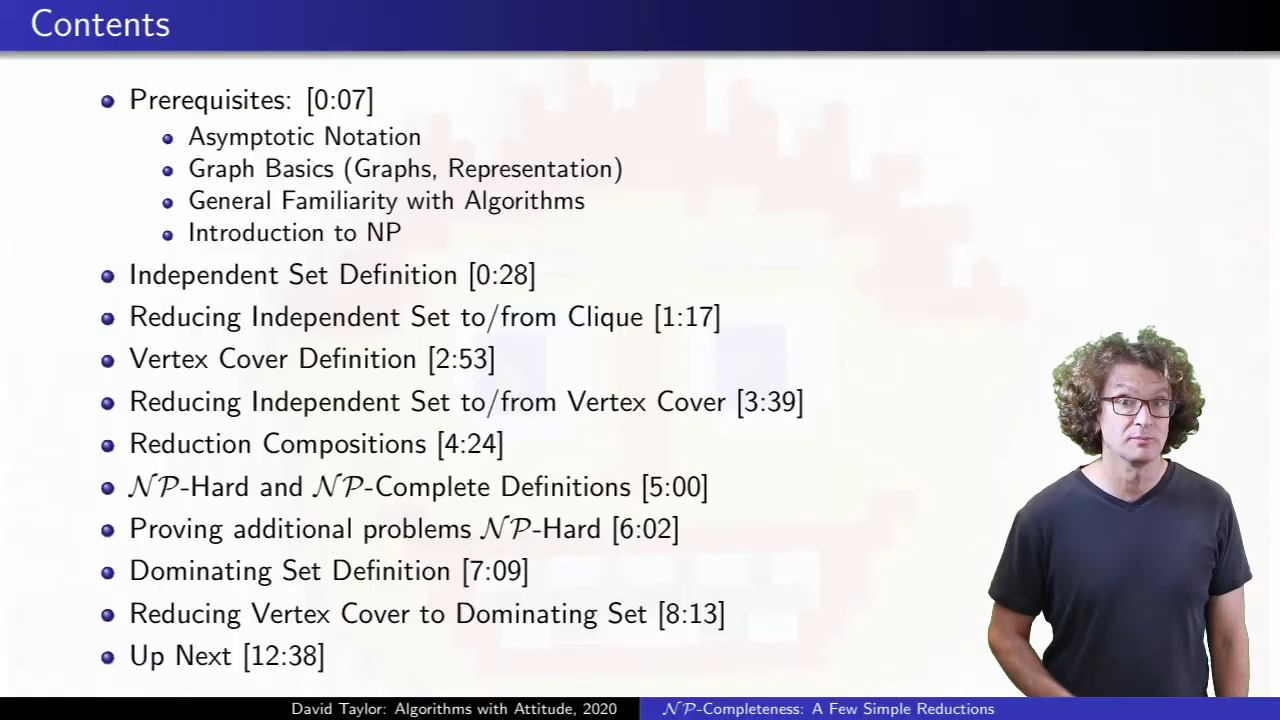 Contents
Prerequisites: [0:07]
Asymptotic Notation
Graph Basics (Graphs, Representation)
General Familiarity with Algorithms
Introduction to NP
Independent Set Definition [0:28]
Reducing Independent Set to/from Clique [1:17]
Vertex Cover Definition [2:53]
Reducing Independent Set to/from Vertex Cover [3:39]
Reduction Compositions [4:24]
𝒩𝒫-Hard and 𝒩𝒫-Complete Definitions [5:00]
Proving additional problems 𝒩𝒫-Hard [6:02]
Dominating Set Definition [7:09]
Reducing Vertex Cover to Dominating Set [8:13]
Up Next [12:38]
David Taylor: Algorithms with Attitude, 2020
𝒩𝒫-Completeness: A Few Simple Reductions